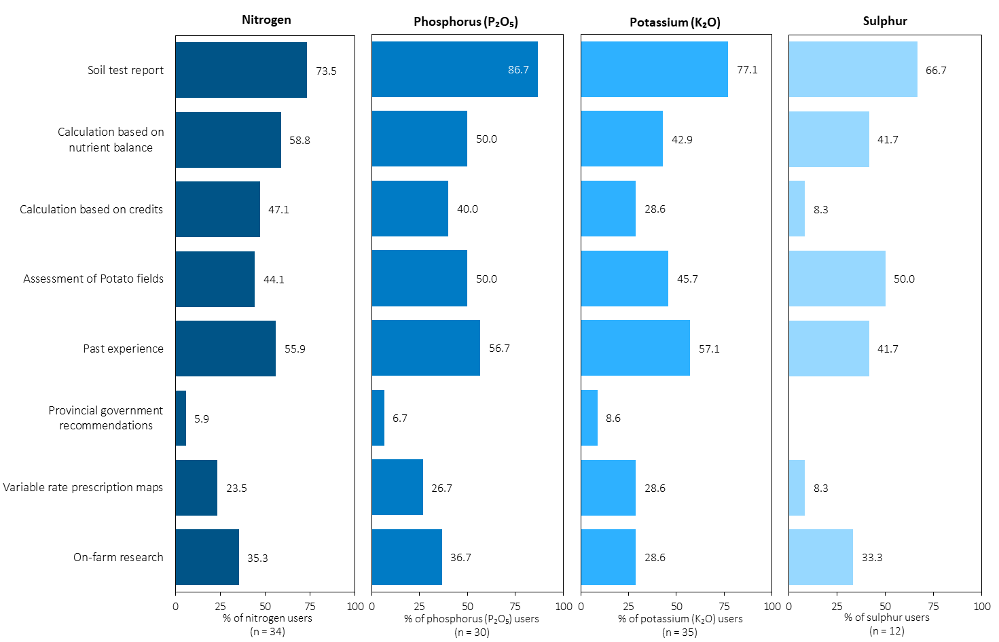 Nitrogen
Phosphorus (P₂O₅)
Potassium (K₂O)
Sulphur
Soil test report
73.5
86.7
77.1
66.7
Calculation based on
nutrient balance
58.8
50.0
42.9
41.7
Calculation based on credits
47.1
40.0
28.6
8.3
Assessment of Potato fields
44.1
50.0
45.7
50.0
Past experience
55.9
56.7
57.1
41.7
Provincial government
recommendations
5.9
6.7
8.6
Variable rate prescription maps
23.5
26.7
28.6
8.3
On-farm research
35.3
36.7
28.6
33.3
0 25 50 75 100
0 25 50 75 100
0 25 50 75 100
0 25 50 75 100
% of nitrogen users
(n = 34)
% of phosphorus (P₂O₅) users
(n = 30)
% of potassium (K₂O) users
(n = 35)
% of sulphur users
(n = 12)